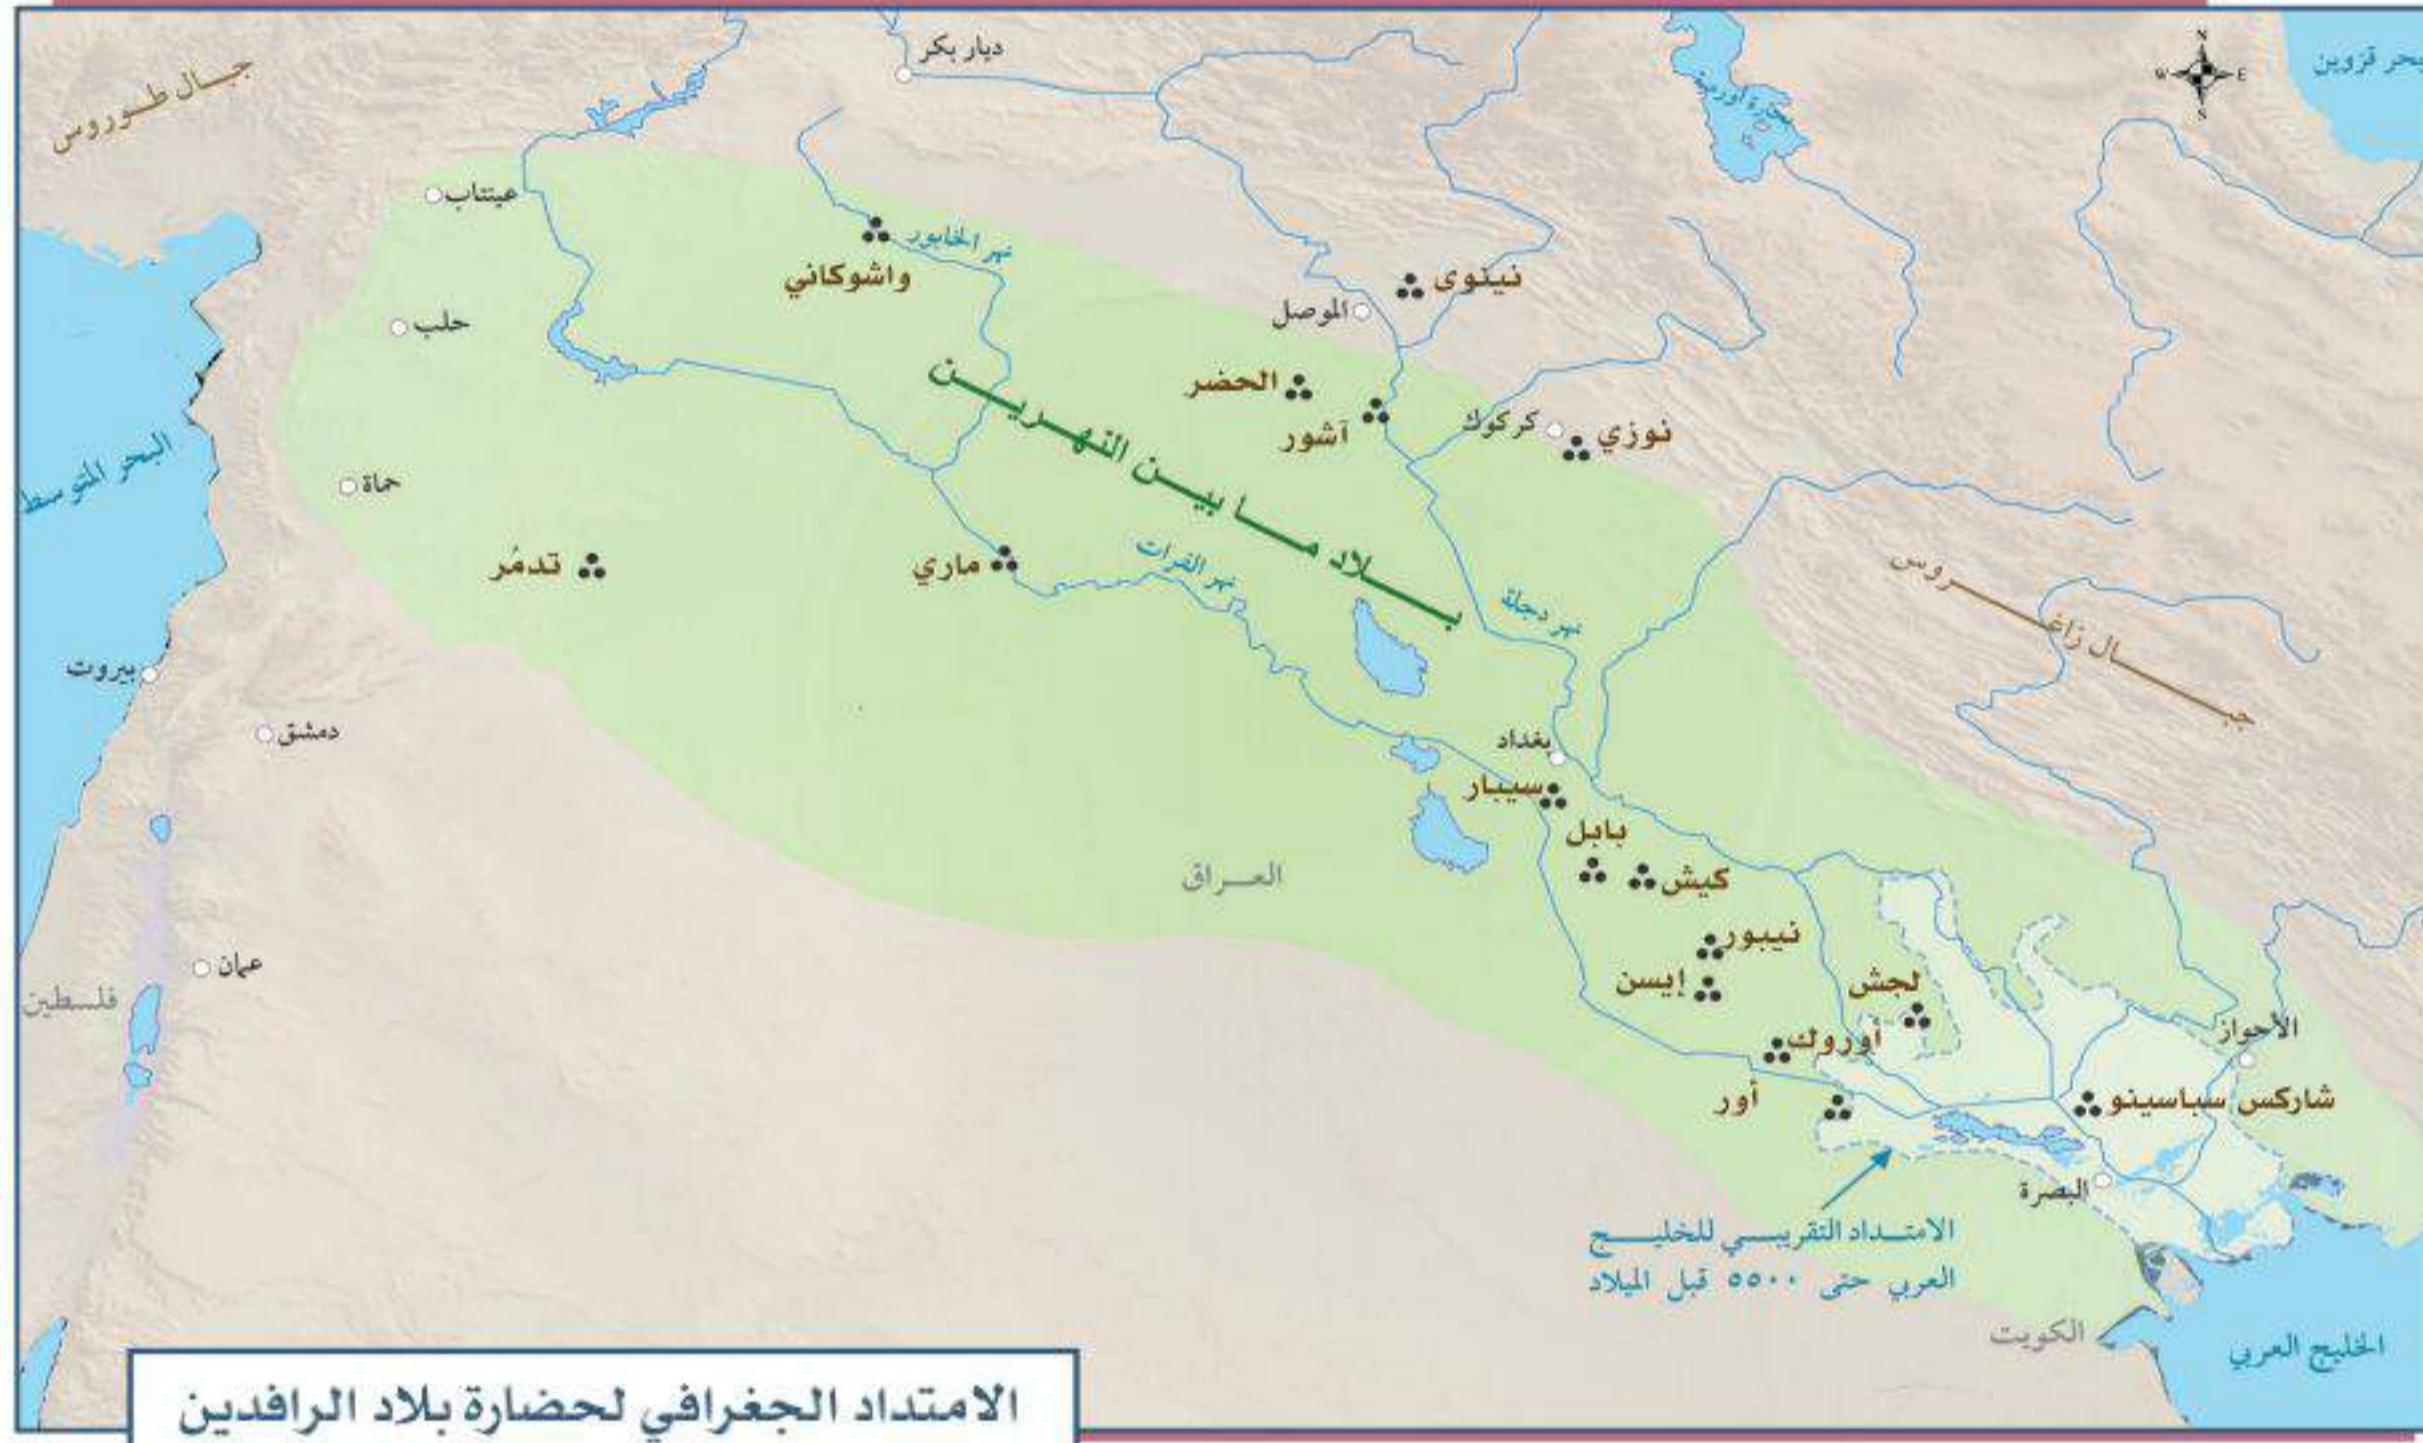 ديار بكر
بحر قزوين
جبال طوروس
بحيرة أورمية
N
W
E
عينتاب
نهر الخابور
واشوكاني
نينوى
الموصل
حلب
الحضر
آشور
كركوك
نوزي
البحر المتوسط
بلاد ما بين النهرين
حماة
تدمُر
ماري
نهر الفرات
نهر دجلة
جبال زاغروس
بيروت
دمشق
بغداد
سيبار
بابل
كيش
العراق
نيبور
إيسن
لجش
عمان
فلسطين
أوروك
الأحواز
أور
شاركس سباسينو
البصرة
الامتداد التقريبي للخليج
العربي حتى ٥٥٠٠ قبل الميلاد
الكويت
الخليج العربي
الامتداد الجغرافي لحضارة بلاد الرافدين